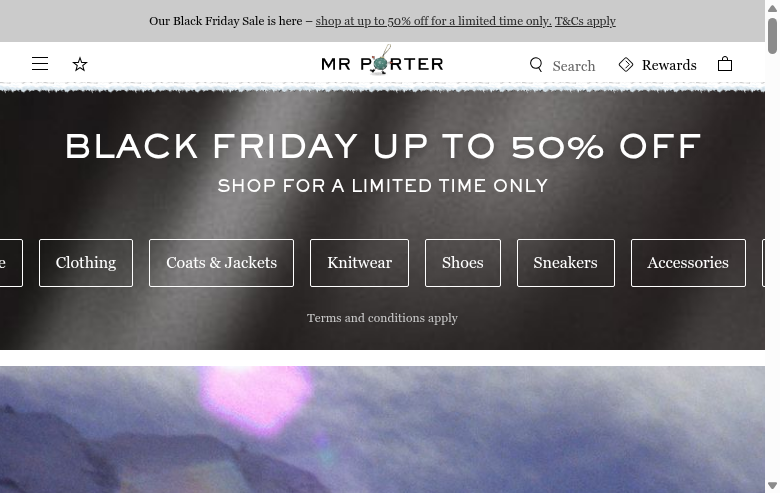 Our Black Friday Sale is here – shop at up to 50% off for a limited time only. T&Cs apply
MR PORTER
Search
Rewards
BLACK FRIDAY UP TO 50% OFF
SHOP FOR A LIMITED TIME ONLY
e
Clothing
Coats & Jackets
Knitwear
Shoes
Sneakers
Accessories
Terms and conditions apply